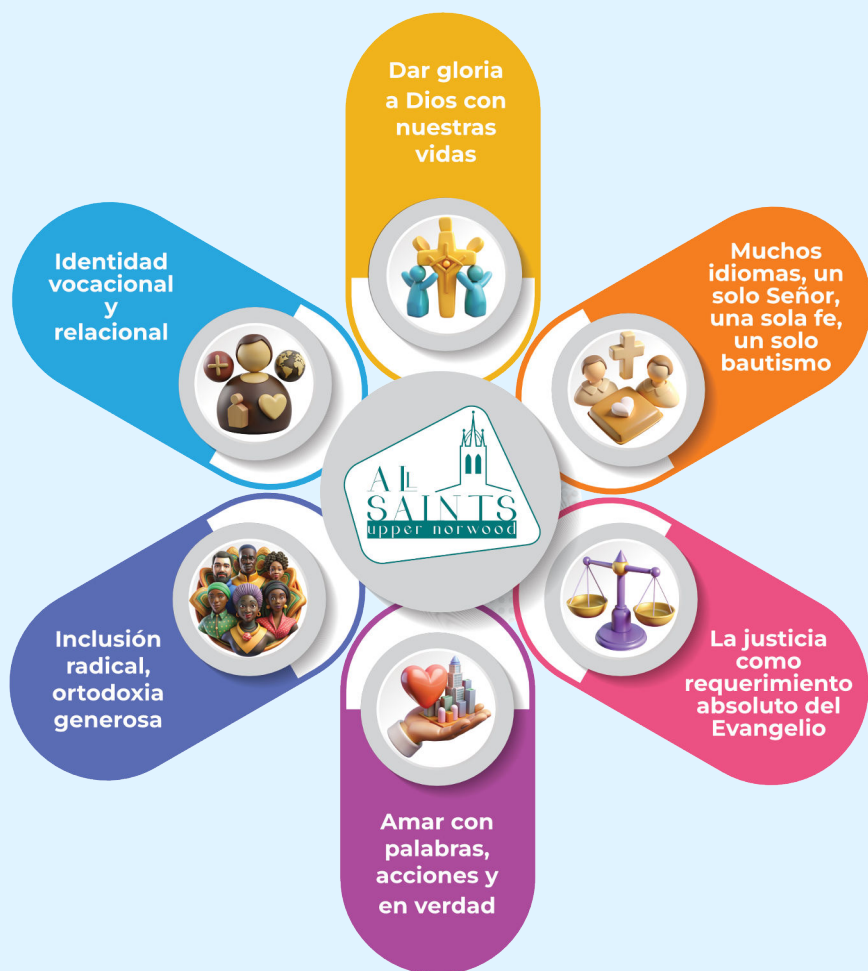 Dar gloria
a Dios con
nuestras
vidas
Muchos
idiomas, un
solo Señor,
una sola fe,
un solo
bautismo
La justicia
como
requerimiento
absoluto del
Evangelio
Amar con
palabras,
acciones y
en verdad
Inclusión
radical,
ortodoxia
generosa
Identidad
vocacional
y
relacional
ALL
SAINTS
upper norwood